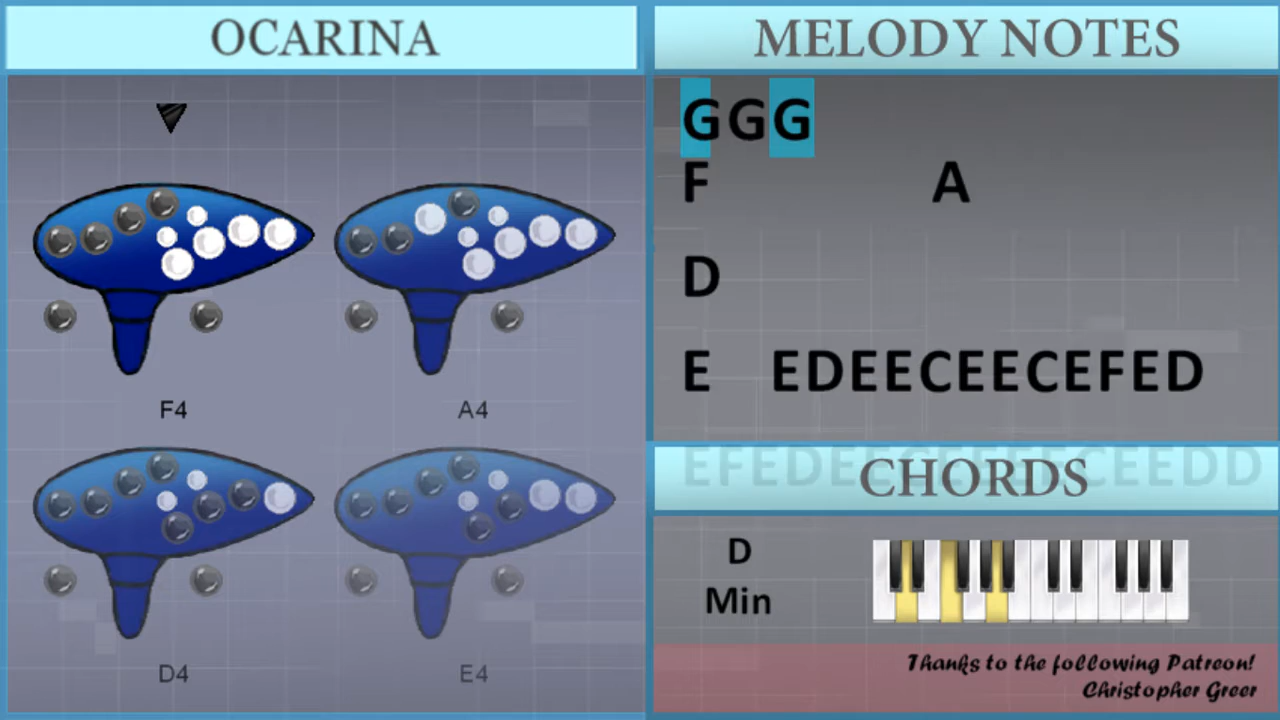 OCARINA
F4 A4
D4 E4
MELODY NOTES
GGG
F A
D
E EDEECEECEFED
CHORDS
D
Min
Thanks to the following Patreon!
Christopher Greer